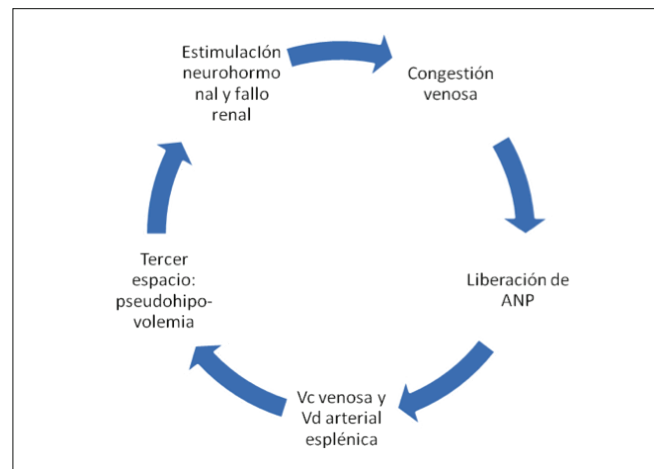 Estimulación
neurohormo
nal y fallo
renal
Congestión
venosa
Liberación de
ANP
Vc venosa y
Vd arterial
esplénica
Tercer
espacio:
pseudohipo-
volemia